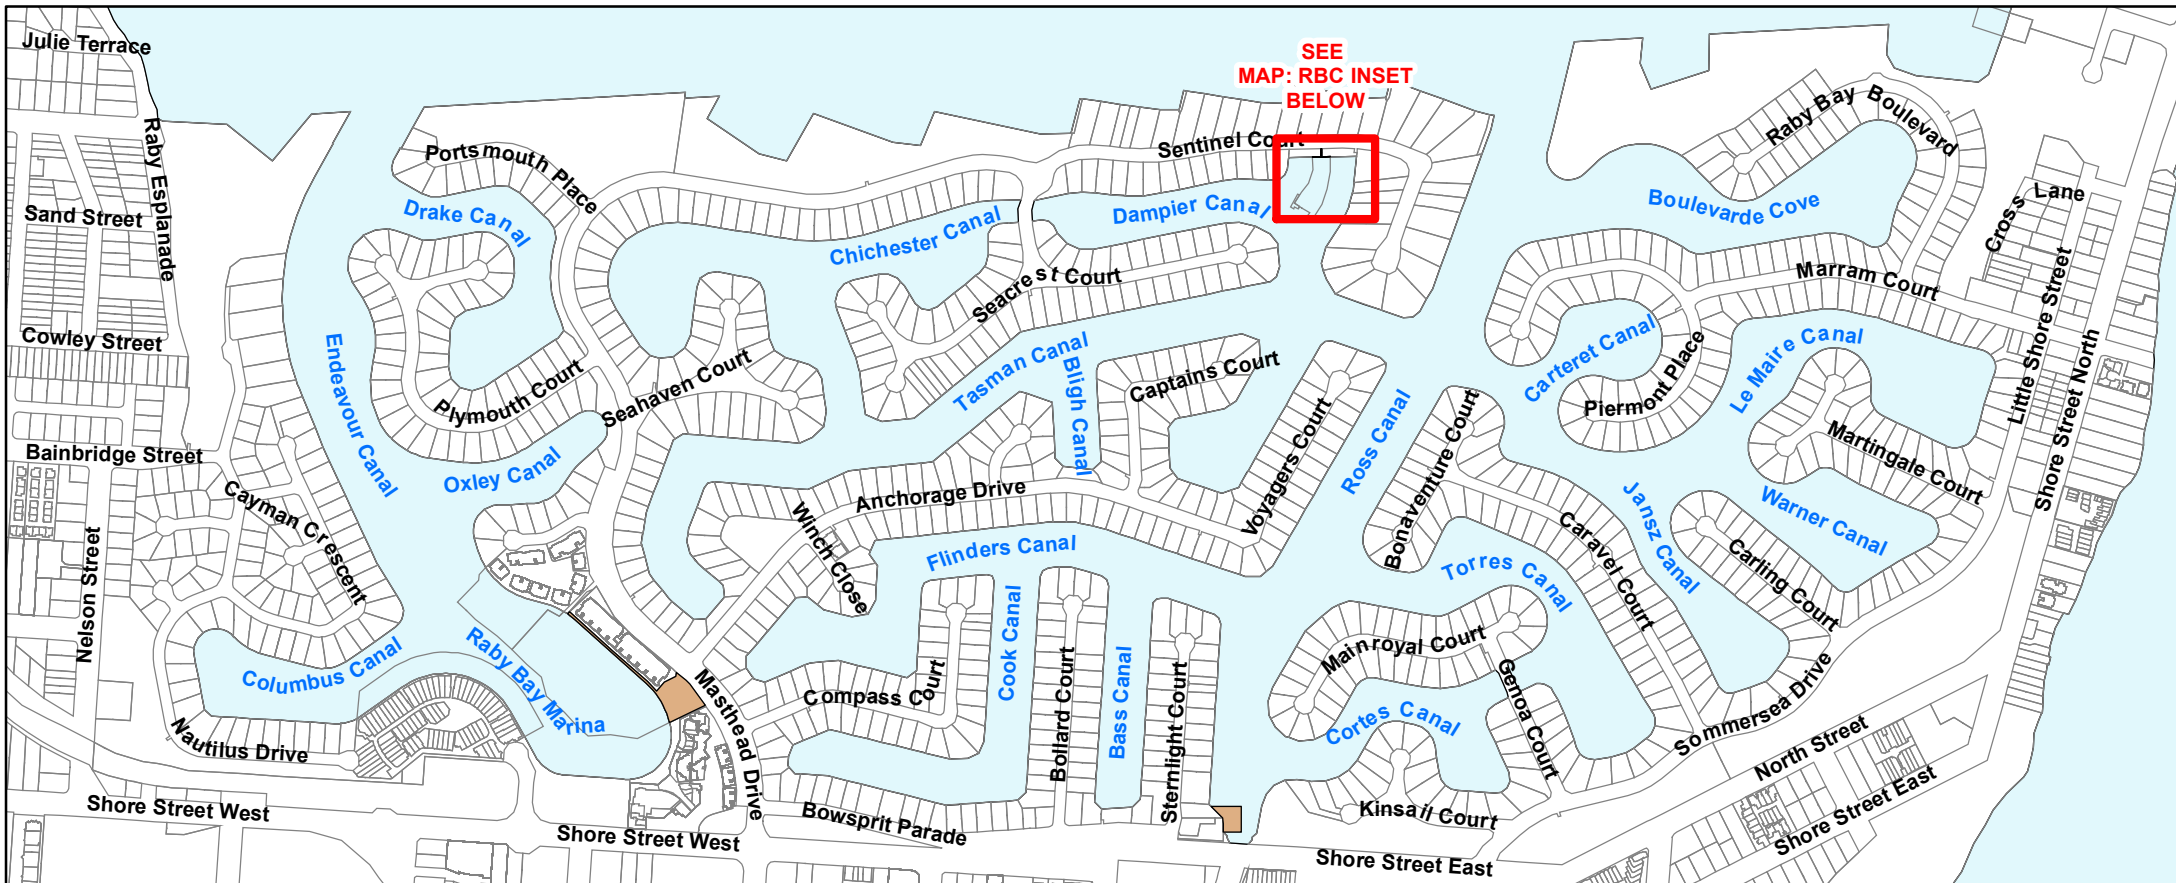 Julie Terrace
Raby Esplanade
Sand Street
Cowley Street
Bainbridge Street
Nelson Street
Cayman Crescent
Endeavour Canal
Columbus Canal
Nautilus Drive
Shore Street West
Portsmouth Place
Drake Canal
Plymouth Court
Oxley Canal
Seahaven Court
Raby Bay Marina
Masthead Drive
Shore Street West
Bowsprit Parade
Chichester Canal
Seacrest Court
Dampier Canal
Sentinel Court
SEE
MAP: RBC INSET
BELOW
Tasman Canal
Bligh Canal
Captains Court
Anchorage Drive
Winch Close
Flinders Canal
Voyagers Court
Ross Canal
Compass Court
Cook Canal
Bollard Court
Bass Canal
Sternlight Court
Bonaventure Court
Caravel Court
Torres Canal
Mainroyal Court
Genoa Court
Cortes Canal
Kinsail Court
Shore Street East
Raby Bay Boulevard
Boulevarde Cove
Cross Lane
Marram Court
Carteret Canal
Piermont Place
Le Maire Canal
Martingale Court
Warner Canal
Jansz Canal
Carling Court
Sommersea Drive
Little Shore Street
Shore Street North
North Street
Shore Street East